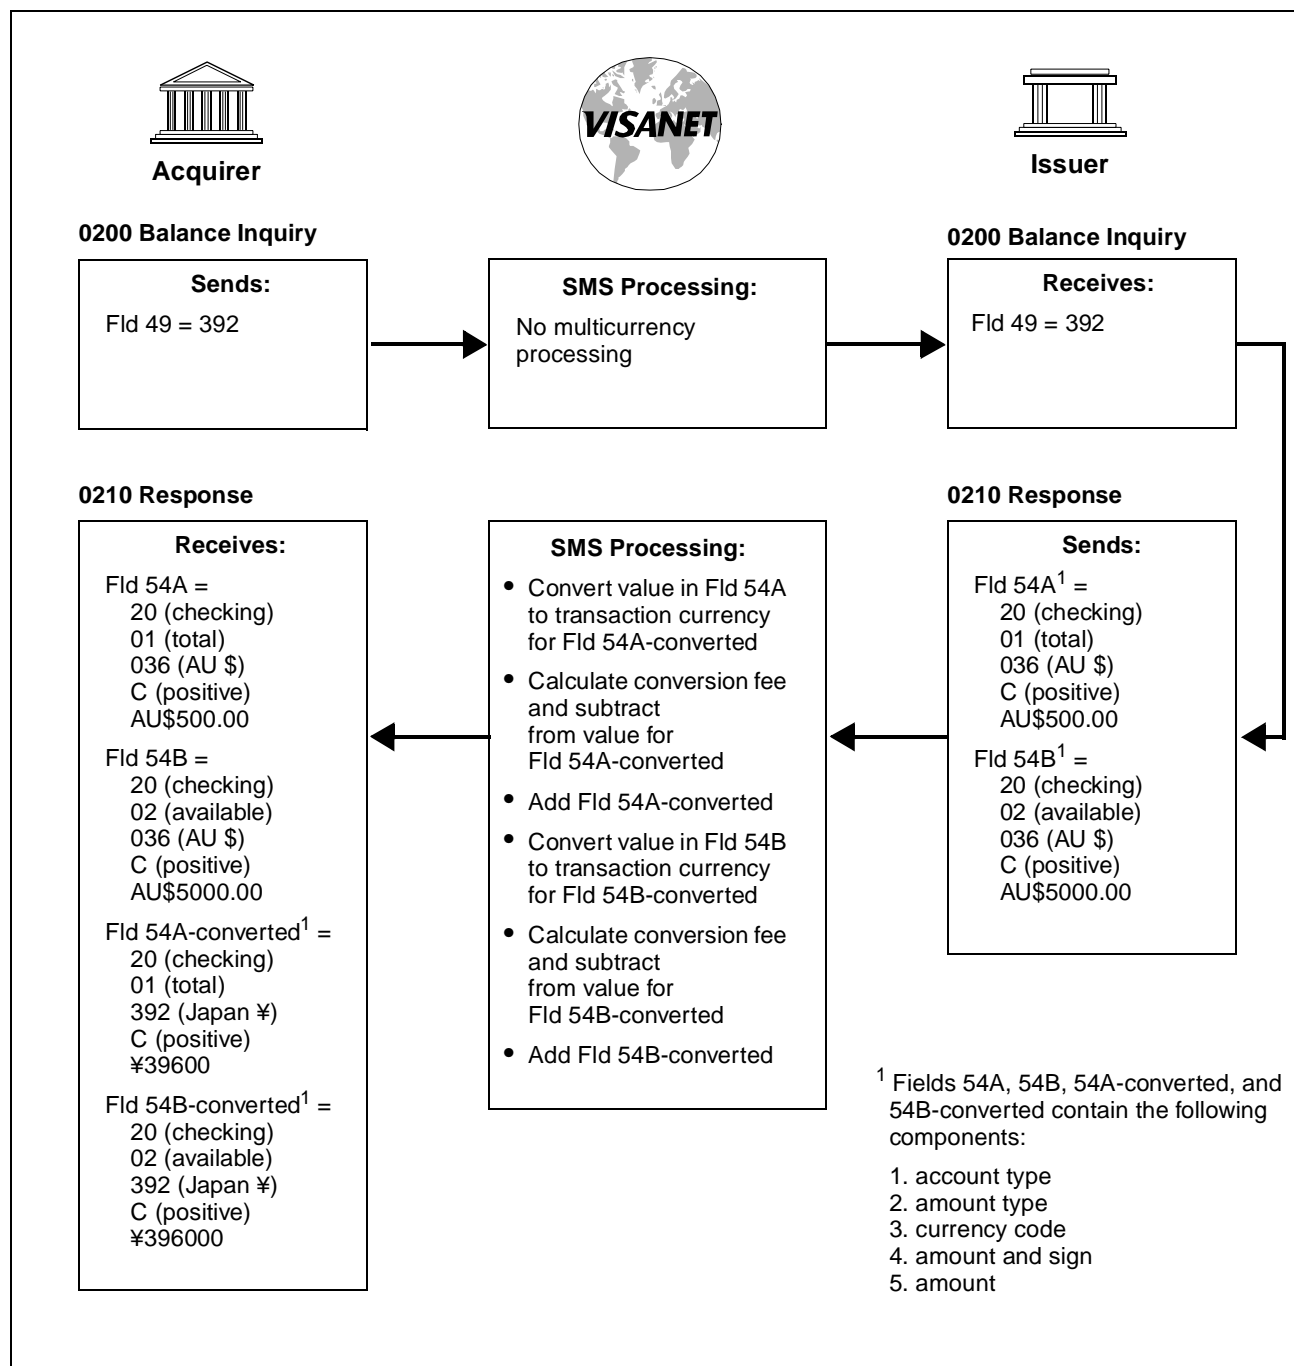 Acquirer
VISANET
Issuer
0200 Balance Inquiry
Sends:
Fld 49 = 392
SMS Processing:
No multicurrency
processing
0200 Balance Inquiry
Receives:
Fld 49 = 392
0210 Response
Receives:
Fld 54A =
20 (checking)
01 (total)
036 (AU $)
C (positive)
AU$500.00
Fld 54B =
20 (checking)
02 (available)
036 (AU $)
C (positive)
AU$5000.00
Fld 54A-converted1 =
20 (checking)
01 (total)
392 (Japan ¥)
C (positive)
¥39600
Fld 54B-converted1 =
20 (checking)
02 (available)
392 (Japan ¥)
C (positive)
¥396000
SMS Processing:
• Convert value in Fld 54A
to transaction currency
for Fld 54A-converted
• Calculate conversion fee
and subtract
from value for
Fld 54A-converted
• Add Fld 54A-converted
• Convert value in Fld 54B
to transaction currency
for Fld 54B-converted
• Calculate conversion fee
and subtract
from value for
Fld 54B-converted
• Add Fld 54B-converted
0210 Response
Sends:
Fld 54A1 =
20 (checking)
01 (total)
036 (AU $)
C (positive)
AU$500.00
Fld 54B1 =
20 (checking)
02 (available)
036 (AU $)
C (positive)
AU$5000.00
1 Fields 54A, 54B, 54A-converted, and
54B-converted contain the following
components:
1. account type
2. amount type
3. currency code
4. amount and sign
5. amount